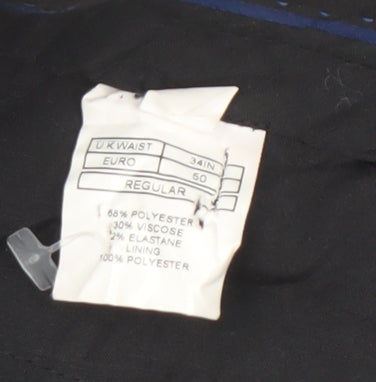 U.K WAIST 34IN
EURO 50
REGULAR
68% POLYESTER
30% VISCOSE
2% ELASTANE
LINING
100% POLYESTER